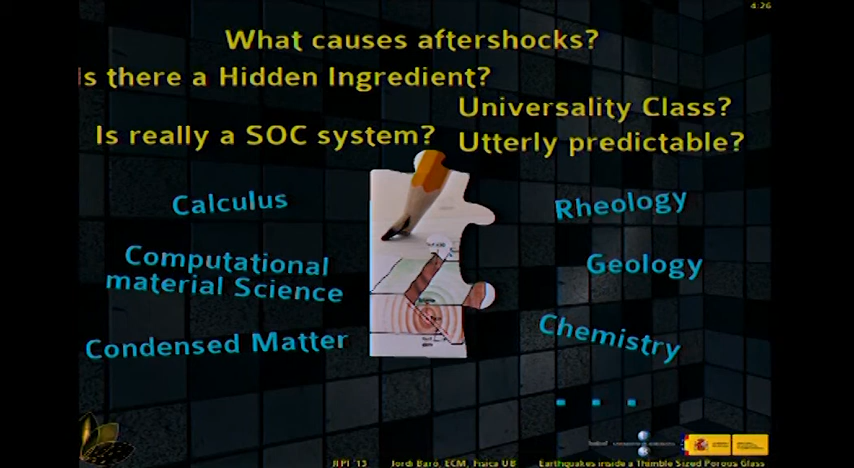 4:26
What causes aftershocks?
Is there a Hidden Ingredient?
Universality Class?
Is really a SOC system?
Utterly predictable?
Calculus
Rheology
Computational
material Science
Geology
Condensed Matter
Chemistry
...
JIPI '13 Jordi Baró, ECM, Física UB Earthquakes inside a Thimble Sized Porous Glass